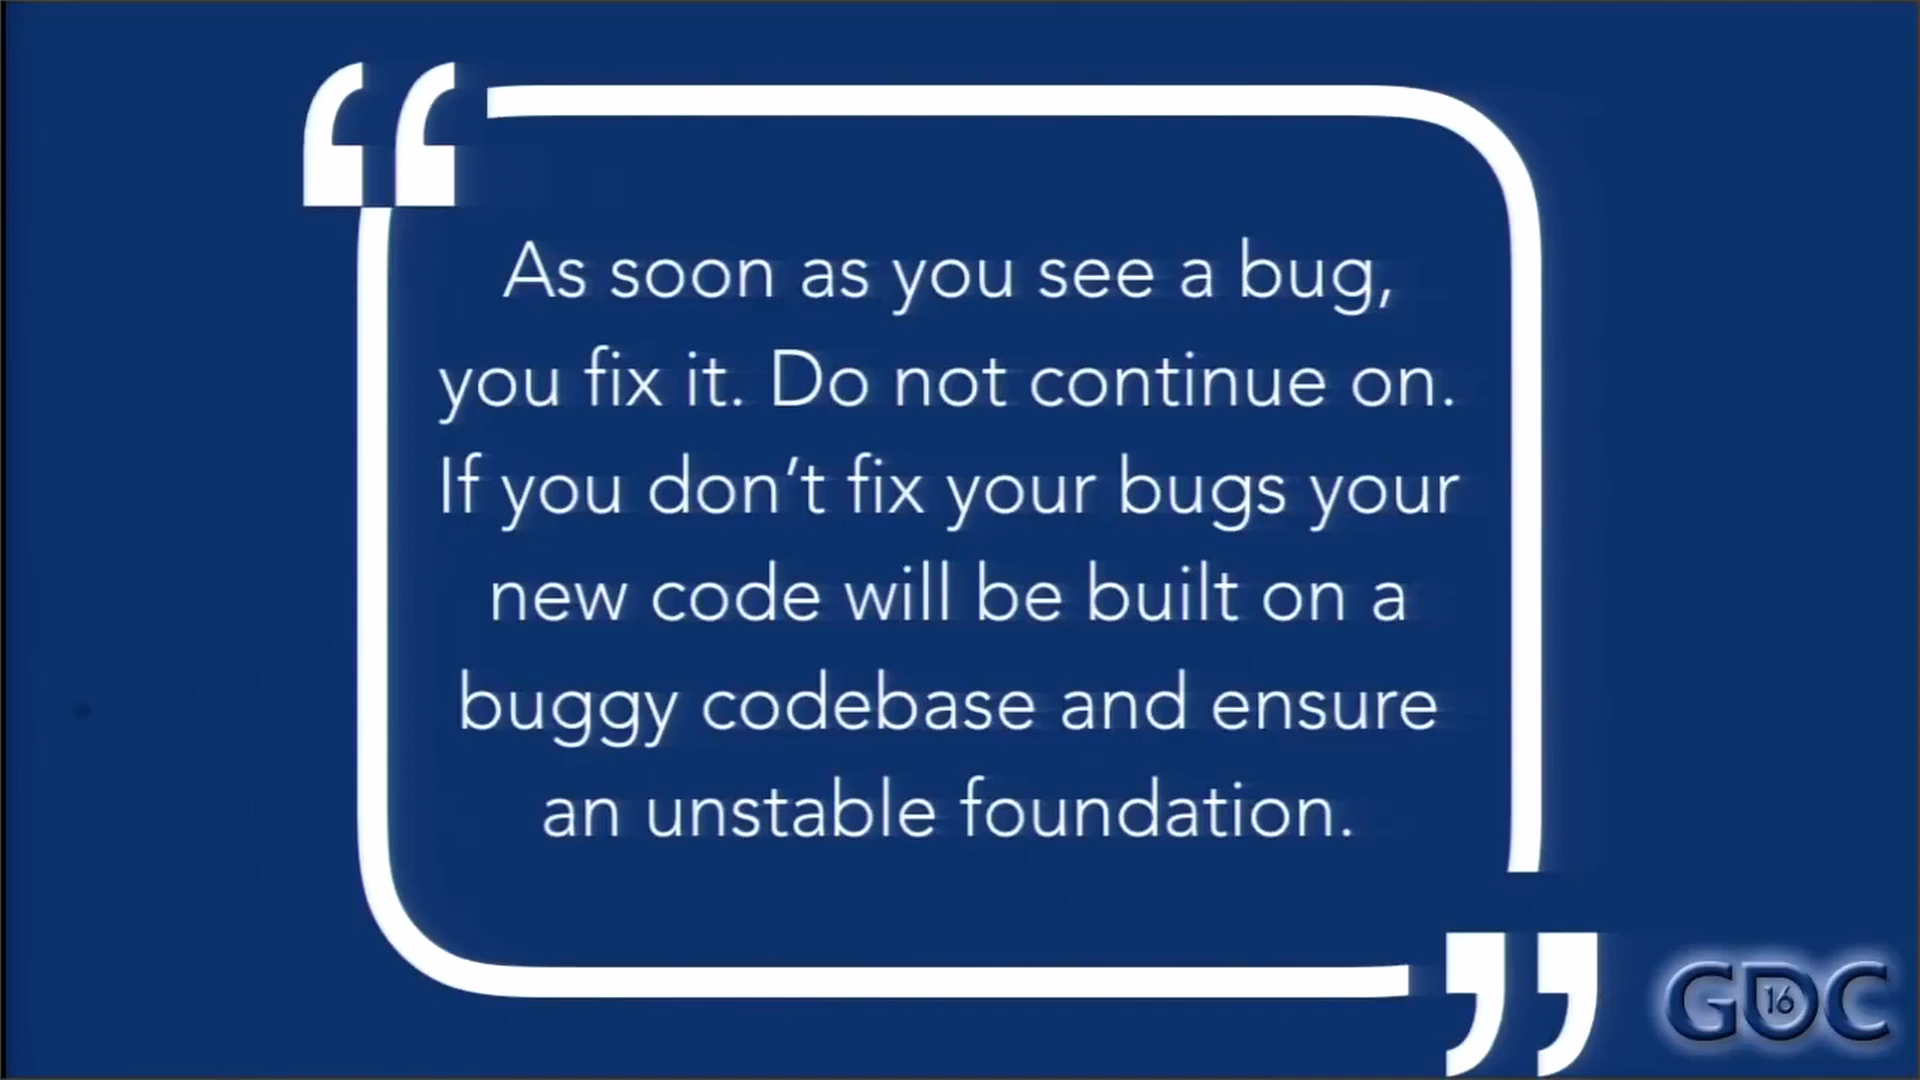 “
As soon as you see a bug,
you fix it. Do not continue on.
If you don’t fix your bugs your
new code will be built on a
buggy codebase and ensure
an unstable foundation.
”
GDC 16